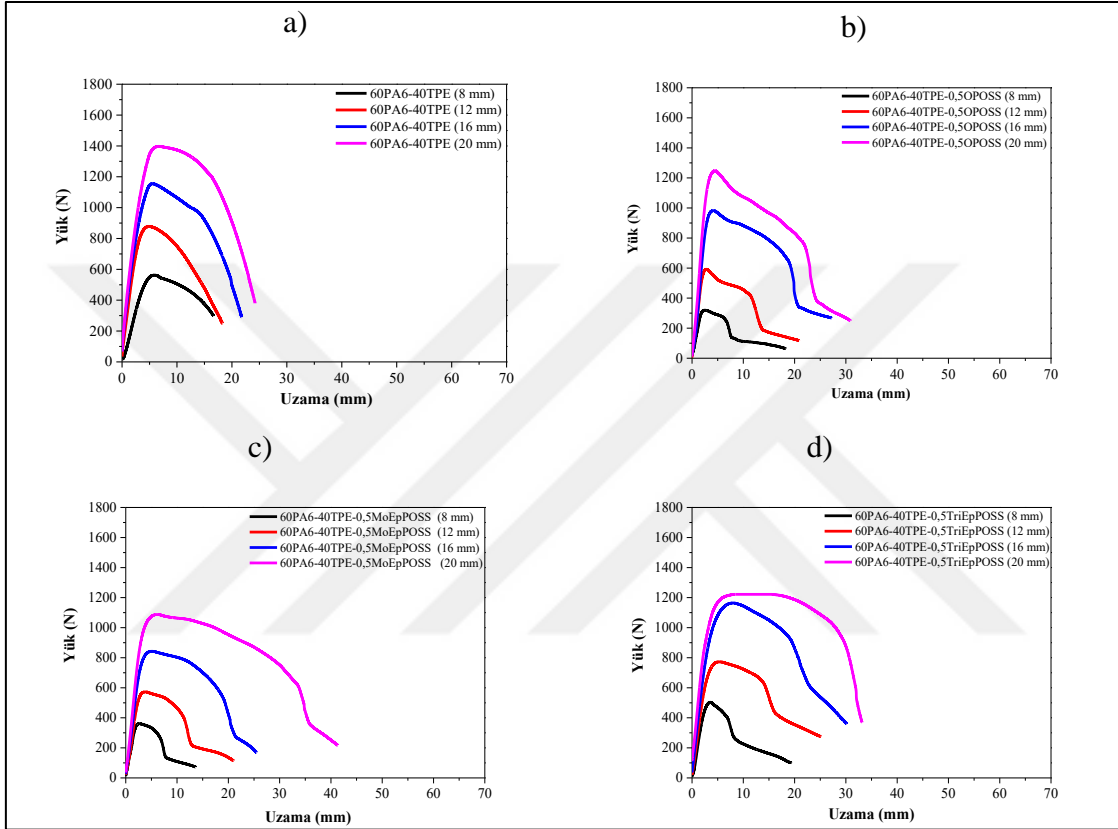 a)
1800
1600
1400
1200
1000
800
600
400
200
0
Yük (N)
60PA6-40TPE (8 mm)
60PA6-40TPE (12 mm)
60PA6-40TPE (16 mm)
60PA6-40TPE (20 mm)
0 10 20 30 40 50 60 70
Uzama (mm)
b)
1800
1600
1400
1200
1000
800
600
400
200
0
Yük (N)
60PA6-40TPE-0,5OPOSS (8 mm)
60PA6-40TPE-0,5OPOSS (12 mm)
60PA6-40TPE-0,5OPOSS (16 mm)
60PA6-40TPE-0,5OPOSS (20 mm)
0 10 20 30 40 50 60 70
Uzama (mm)
c)
1800
1600
1400
1200
1000
800
600
400
200
0
Yük (N)
60PA6-40TPE-0,5MoEpPOSS (8 mm)
60PA6-40TPE-0,5MoEpPOSS (12 mm)
60PA6-40TPE-0,5MoEpPOSS (16 mm)
60PA6-40TPE-0,5MoEpPOSS (20 mm)
0 10 20 30 40 50 60 70
Uzama (mm)
d)
1800
1600
1400
1200
1000
800
600
400
200
0
Yük (N)
60PA6-40TPE-0,5TriEpPOSS (8 mm)
60PA6-40TPE-0,5TriEpPOSS (12 mm)
60PA6-40TPE-0,5TriEpPOSS (16 mm)
60PA6-40TPE-0,5TriEpPOSS (20 mm)
0 10 20 30 40 50 60 70
Uzama (mm)